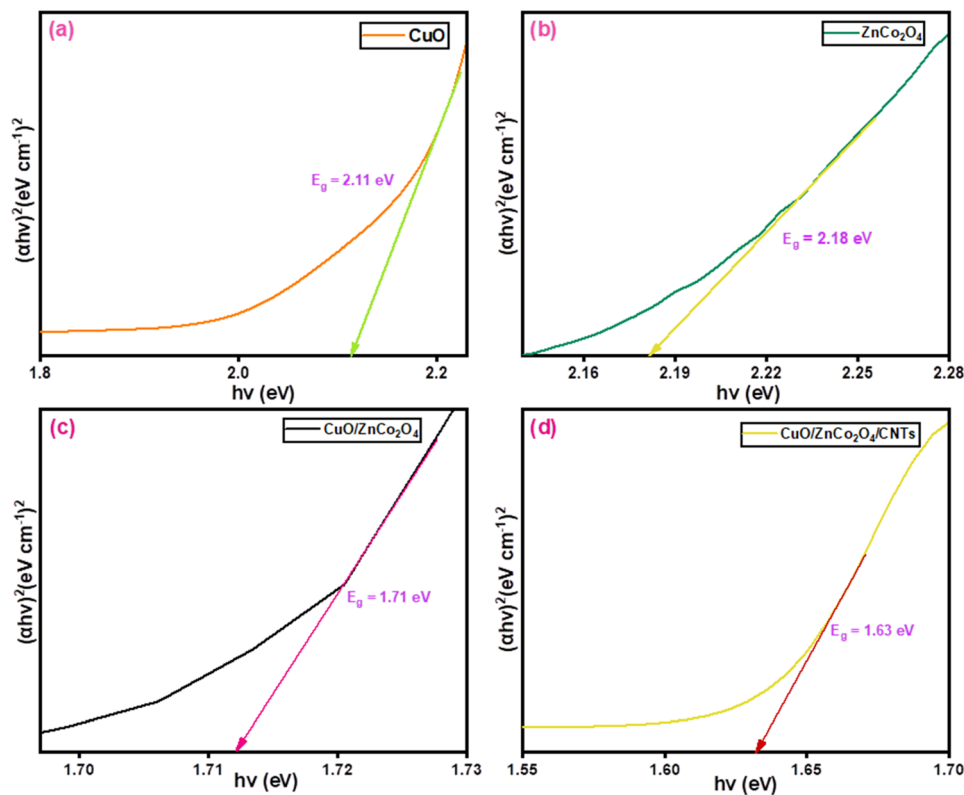 (a)
CuO
(αhν)²(eV cm⁻¹)²
E_g = 2.11 eV
1.8 2.0 2.2
hν (eV)
(b)
ZnCo₂O₄
(αhν)²(eV cm⁻¹)²
E_g = 2.18 eV
2.16 2.19 2.22 2.25 2.28
hν (eV)
(c)
CuO/ZnCo₂O₄
(αhν)²(eV cm⁻¹)²
E_g = 1.71 eV
1.70 1.71 1.72 1.73
hν (eV)
(d)
CuO/ZnCo₂O₄/CNTs
(αhν)²(eV cm⁻¹)²
E_g = 1.63 eV
1.55 1.60 1.65 1.70
hν (eV)